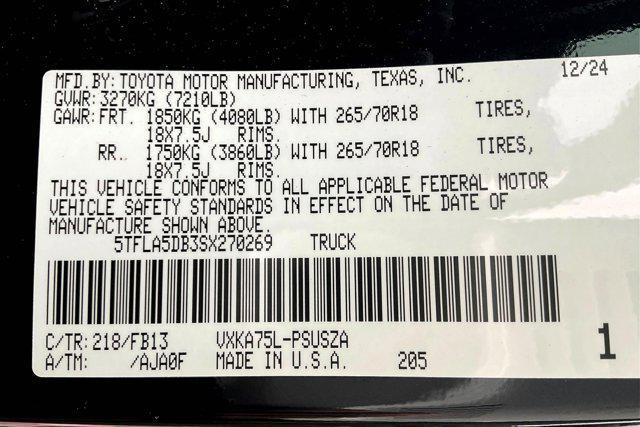 MFD.BY: TOYOTA MOTOR MANUFACTURING, TEXAS, INC. 12/24
GVWR: 3270KG (7210LB)
GAWR: FRT. 1850KG (4080LB) WITH 265/70R18 TIRES,
18X7.5J RIMS.
RR. 1750KG (3860LB) WITH 265/70R18 TIRES,
18X7.5J RIMS.
THIS VEHICLE CONFORMS TO ALL APPLICABLE FEDERAL MOTOR
VEHICLE SAFETY STANDARDS IN EFFECT ON THE DATE OF
MANUFACTURE SHOWN ABOVE.
5TFLA5DB3SX270269 TRUCK
C/TR: 218/FB13 VXKA75L-PSUSZA
A/TM: /AJA0F MADE IN U.S.A. 205 1